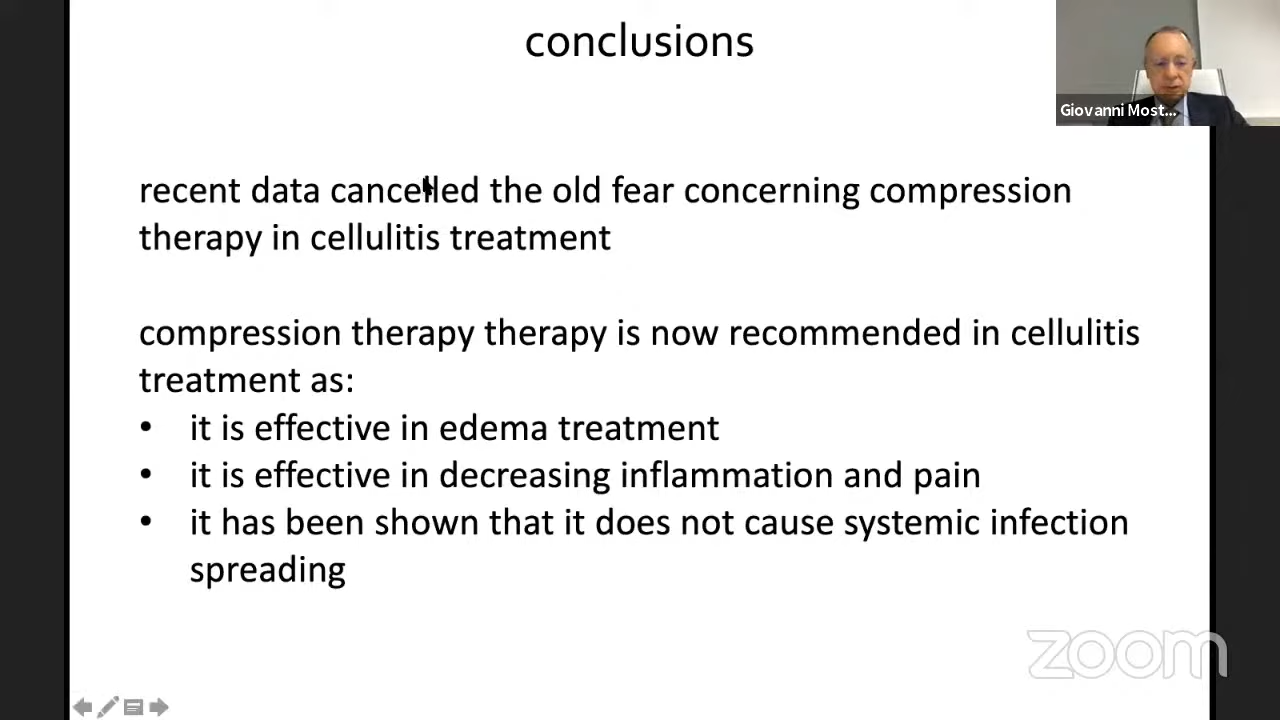 conclusions
Giovanni Most...
recent data cancelled the old fear concerning compression
therapy in cellulitis treatment
compression therapy therapy is now recommended in cellulitis
treatment as:
• it is effective in edema treatment
• it is effective in decreasing inflammation and pain
• it has been shown that it does not cause systemic infection
spreading
zoom